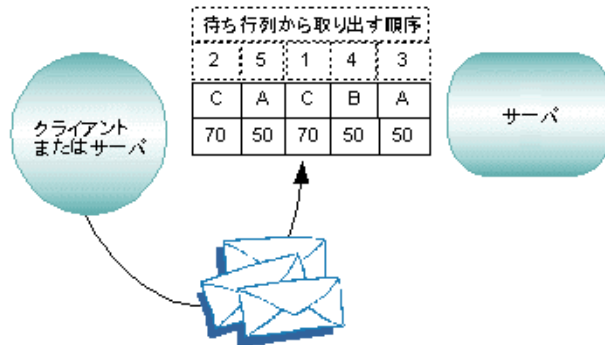 待ち行列から取り出す順序
2 5 1 4 3
C A C B A
70 50 70 50 50
クライアント
またはサーバ
サーバ